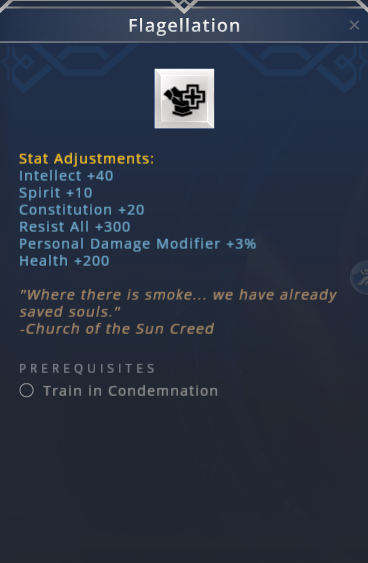 Flagellation
Stat Adjustments:
Intellect +40
Spirit +10
Constitution +20
Resist All +300
Personal Damage Modifier +3%
Health +200
"Where there is smoke... we have already
saved souls."
-Church of the Sun Creed
PREREQUISITES
Train in Condemnation